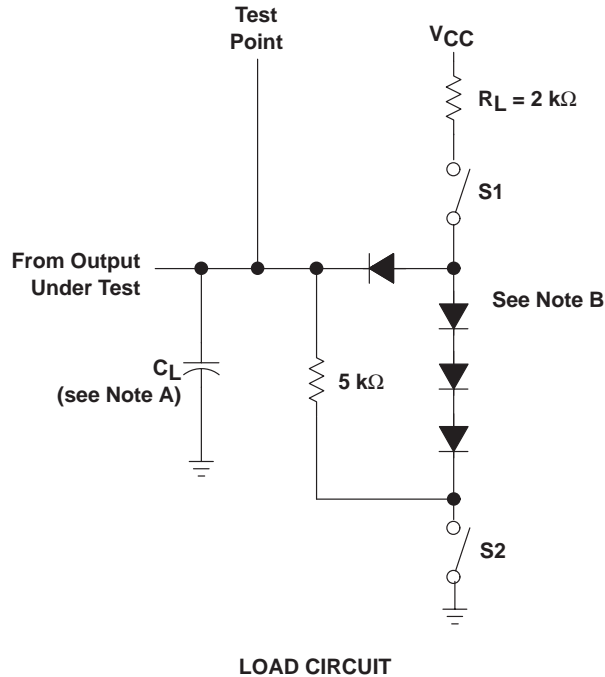 Test
Point
VCC
RL = 2 kΩ
S1
From Output
Under Test
See Note B
CL
(see Note A)
5 kΩ
S2
LOAD CIRCUIT